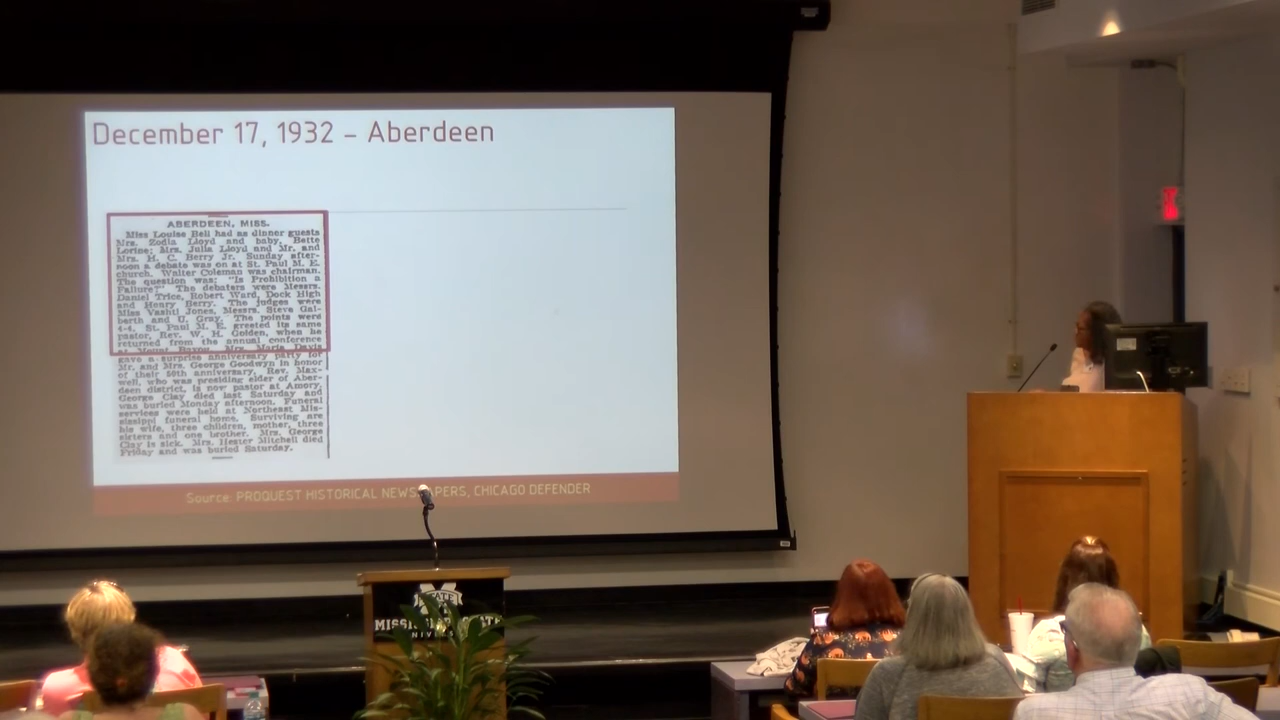 December 17, 1932 – Aberdeen
ABERDEEN, MISS.
Miss Louise Bell had as dinner guests
Mrs. Zodia Lloyd and baby, Bette
Lorine; Mrs. Julia Lloyd and Mr. and
Mrs. H. C. Berry Jr. Sunday after-
noon a debate was on at St. Paul M. E.
church. Walter Coleman was chairman.
The question was: "Is Prohibition a
Failure?" The debaters were Messrs.
Daniel Trice, Robert Ward, Dock High
and Henry Berry. The judges were
Miss Vashti Jones, Messrs. Steve Gal-
berth and U. Gray. The points were
4-4. St. Paul M. E. greeted its same
pastor, Rev. W. H. Golden, when he
returned from the annual conference
at Mount Mrs. Marie Davis
gave a surprise anniversary party for
Mr. and Mrs. George Goodwyn in honor
of their 50th anniversary. Rev. Max-
well, who was presiding elder of Aber-
deen district, is now pastor at Amory.
George Clay died last Saturday and
was buried Monday afternoon. Funeral
services were held at Northeast Mis-
sissippi funeral home. Surviving are
his wife, three children, mother, three
sisters and one brother. Mrs. George
Clay is sick. Mrs. Hester Mitchell died
Friday and was buried Saturday.
Source: PROQUEST HISTORICAL NEWSPAPERS, CHICAGO DEFENDER
STATE
MISSISSIPPI STATE
UNIVERSITY